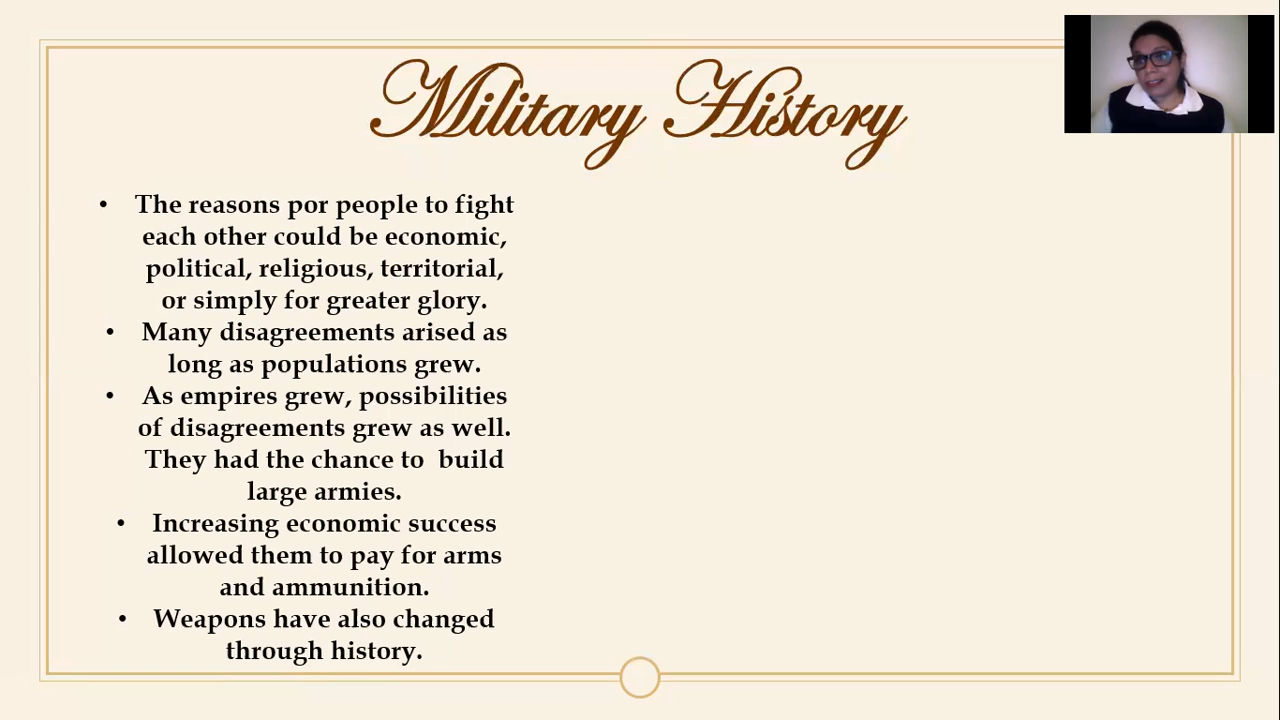 Military History
• The reasons por people to fight
each other could be economic,
political, religious, territorial,
or simply for greater glory.
• Many disagreements arised as
long as populations grew.
• As empires grew, possibilities
of disagreements grew as well.
They had the chance to build
large armies.
• Increasing economic success
allowed them to pay for arms
and ammunition.
• Weapons have also changed
through history.